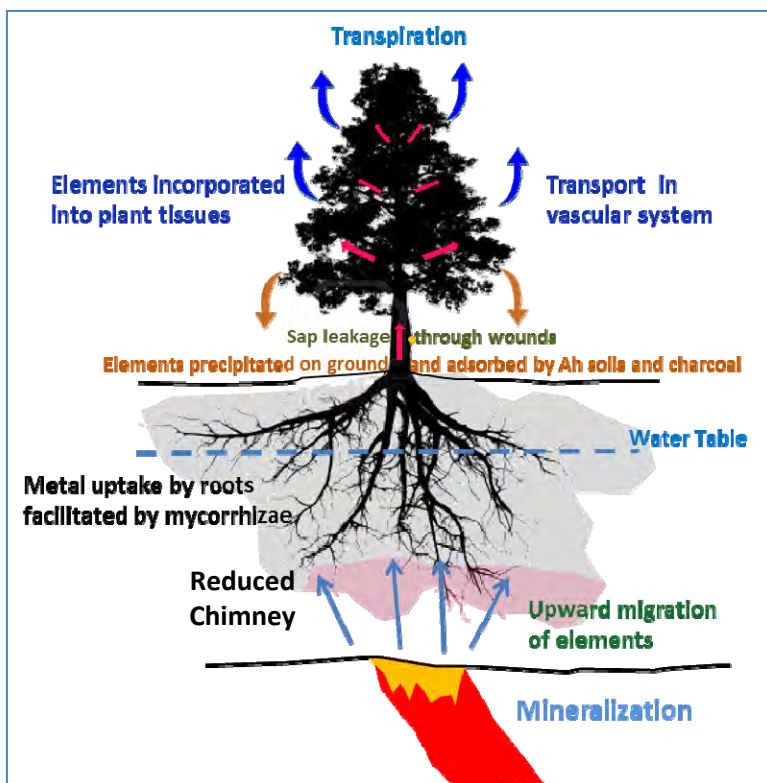 Transpiration
Elements incorporated
into plant tissues
Transport in
vascular system
Sap leakage through wounds
Elements precipitated on ground and adsorbed by Ah soils and charcoal
Water Table
Metal uptake by roots
facilitated by mycorrhizae
Reduced
Chimney
Upward migration
of elements
Mineralization